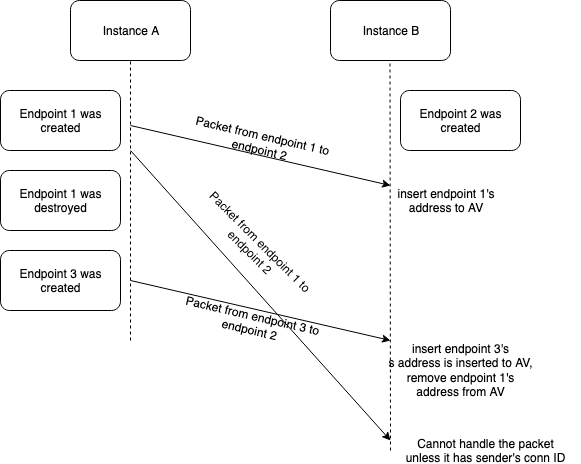 Instance A
Instance B
Endpoint 1 was
created
Endpoint 2 was
created
Packet from endpoint 1 to
endpoint 2
Endpoint 1 was
destroyed
insert endpoint 1's
address to AV
Packet from endpoint 1 to
endpoint 2
Endpoint 3 was
created
Packet from endpoint 3 to
endpoint 2
insert endpoint 3's
s address is inserted to AV,
remove endpoint 1's
address from AV
Cannot handle the packet
unless it has sender's conn ID